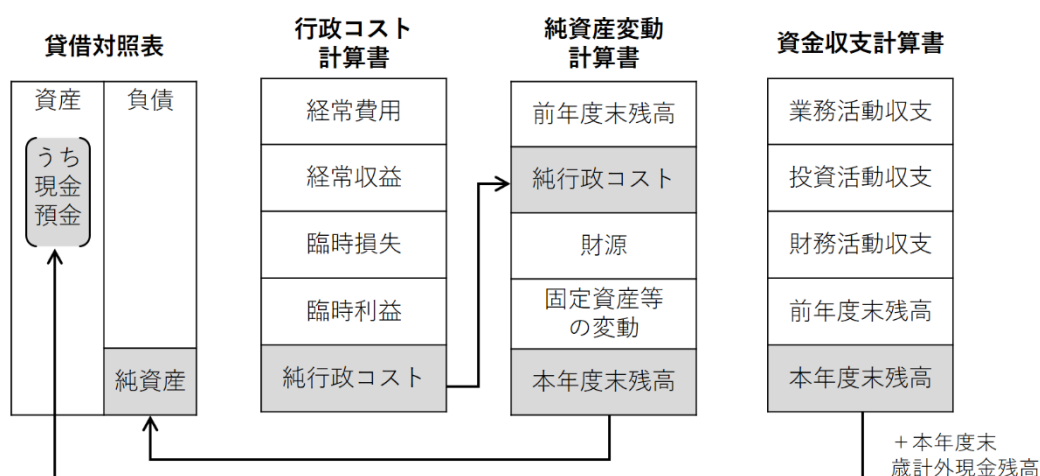 貸借対照表
資産
負債
うち
現金
預金
純資産
行政コスト
計算書
経常費用
経常収益
臨時損失
臨時利益
純行政コスト
純資産変動
計算書
前年度末残高
純行政コスト
財源
固定資産等
の変動
本年度末残高
資金収支計算書
業務活動収支
投資活動収支
財務活動収支
前年度末残高
本年度末残高
+本年度末
歳計外現金残高